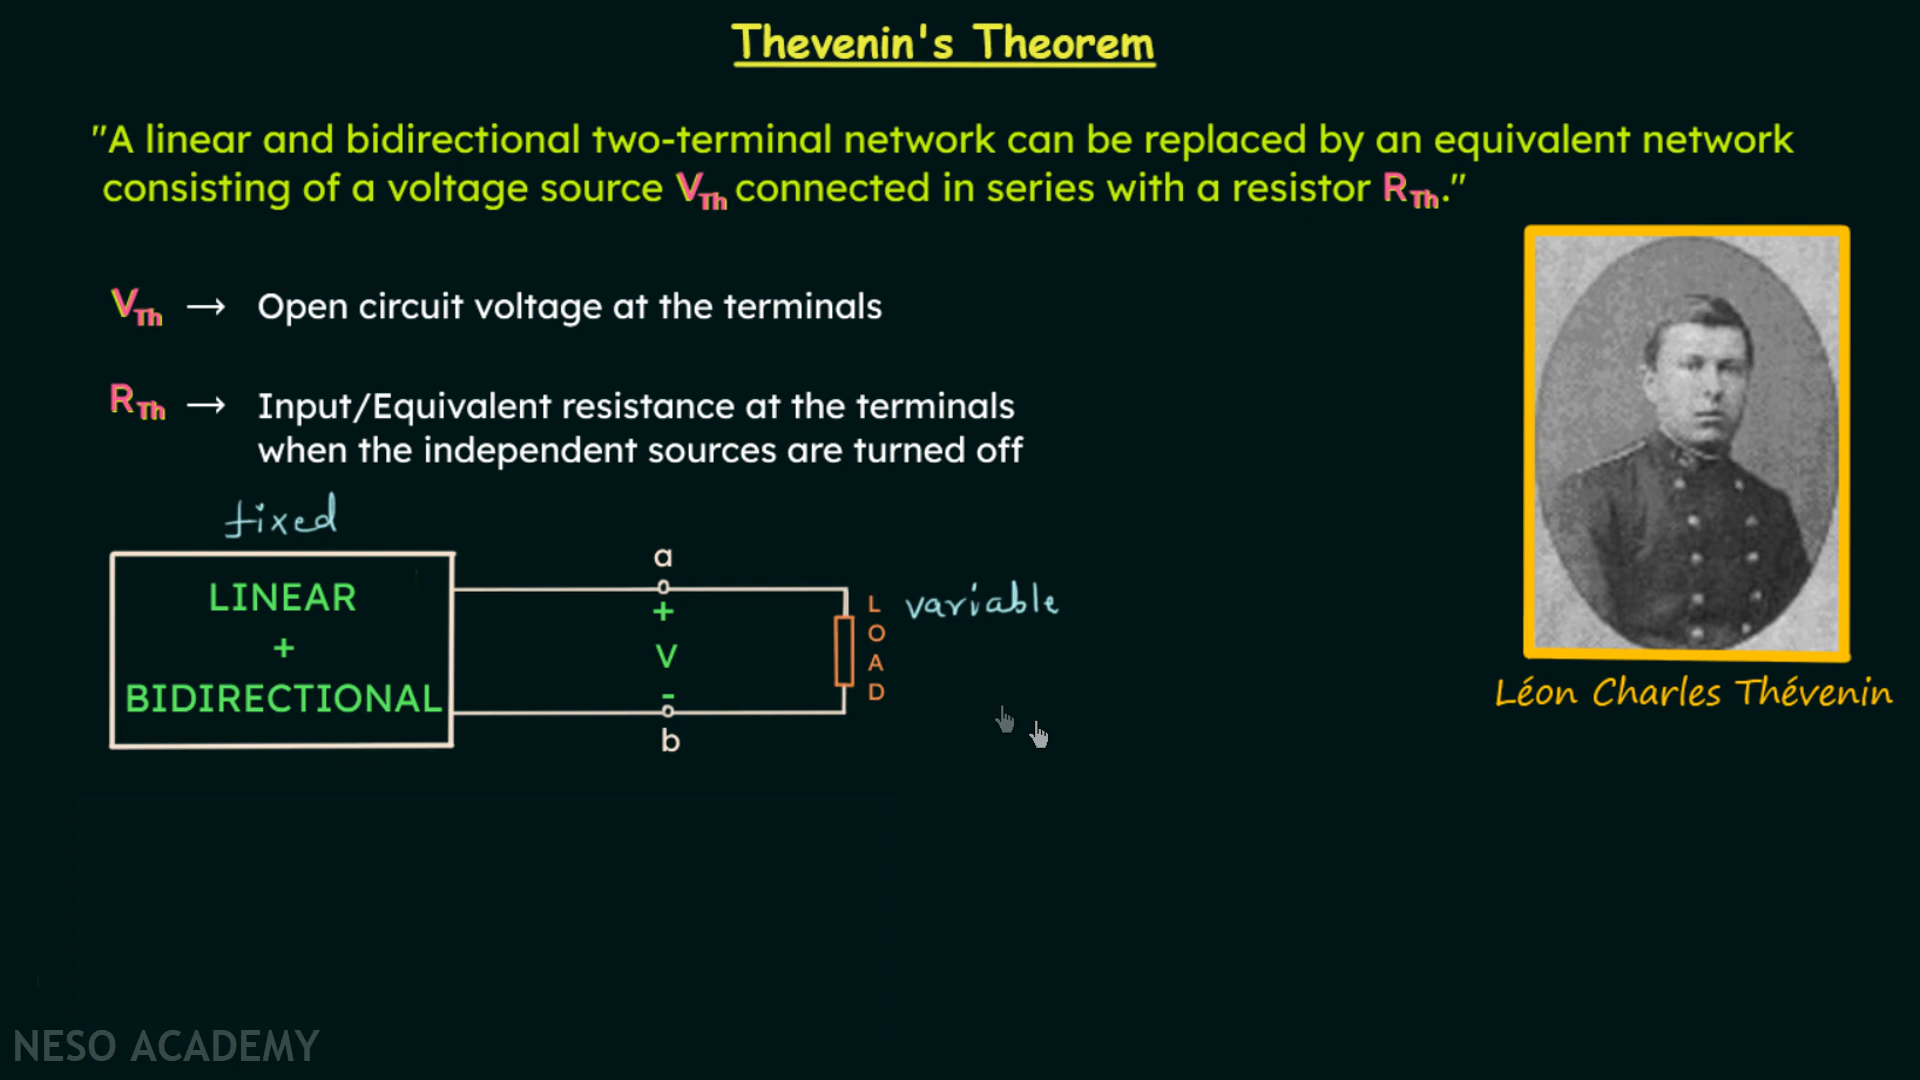 Thevenin's Theorem
"A linear and bidirectional two-terminal network can be replaced by an equivalent network
consisting of a voltage source VTh connected in series with a resistor RTh."
VTh → Open circuit voltage at the terminals
RTh → Input/Equivalent resistance at the terminals
when the independent sources are turned off
fixed
LINEAR
+
BIDIRECTIONAL
a
+
V
-
b
LOAD
variable
Léon Charles Thévenin
NESO ACADEMY